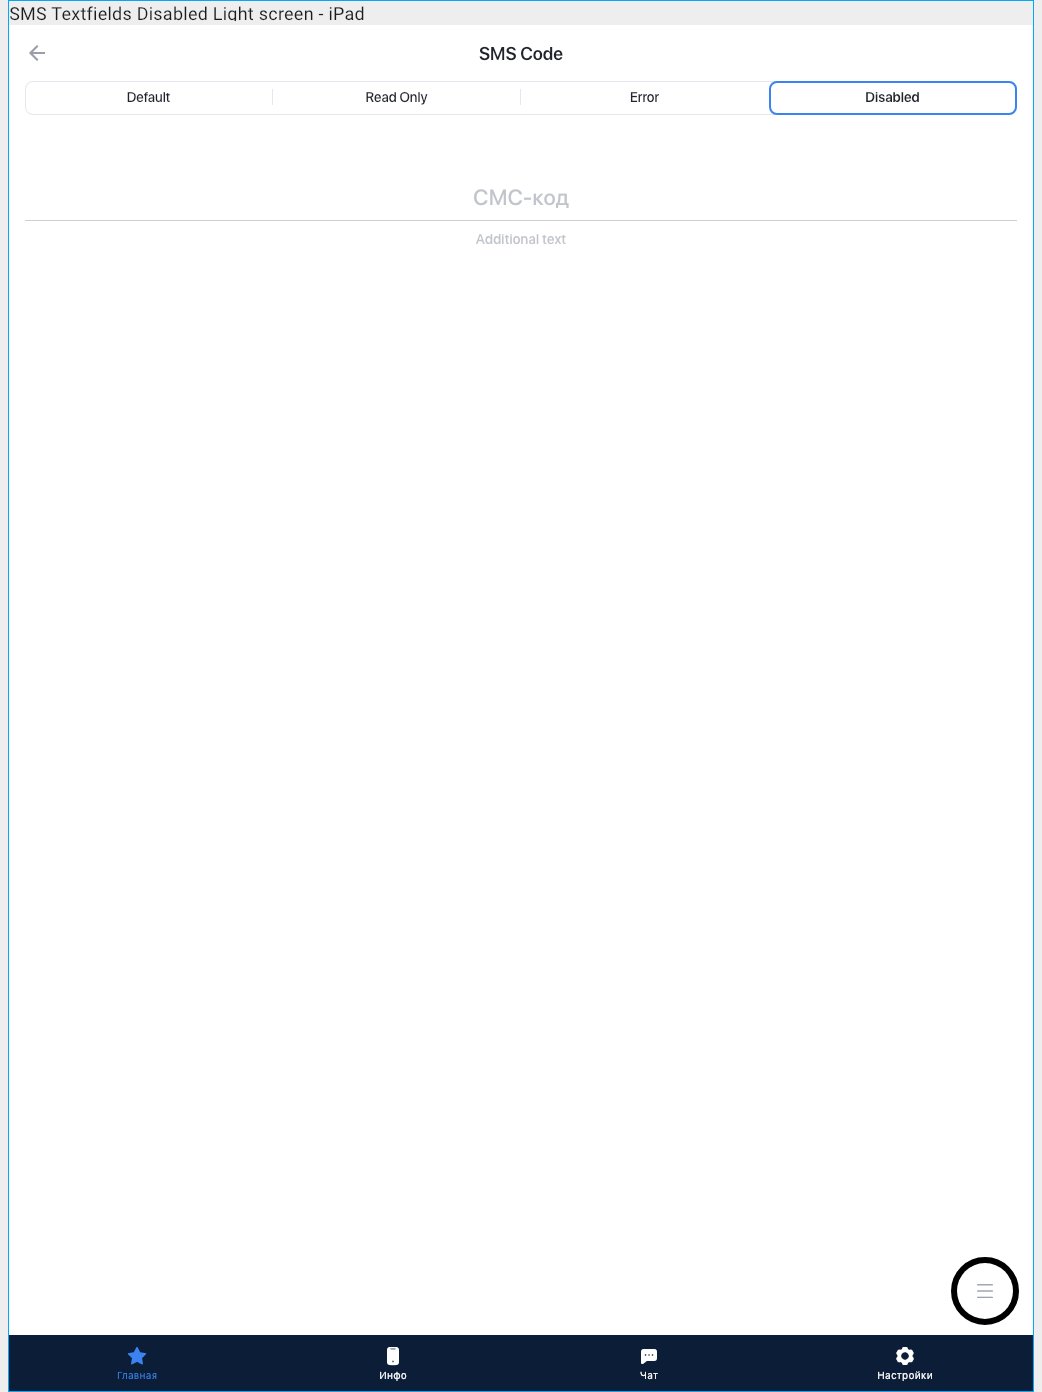 SMS Textfields Disabled Light screen - iPad
SMS Code
Default
Read Only
Error
Disabled
СМС-код
Additional text
Главная
Инфо
Чат
Настройки